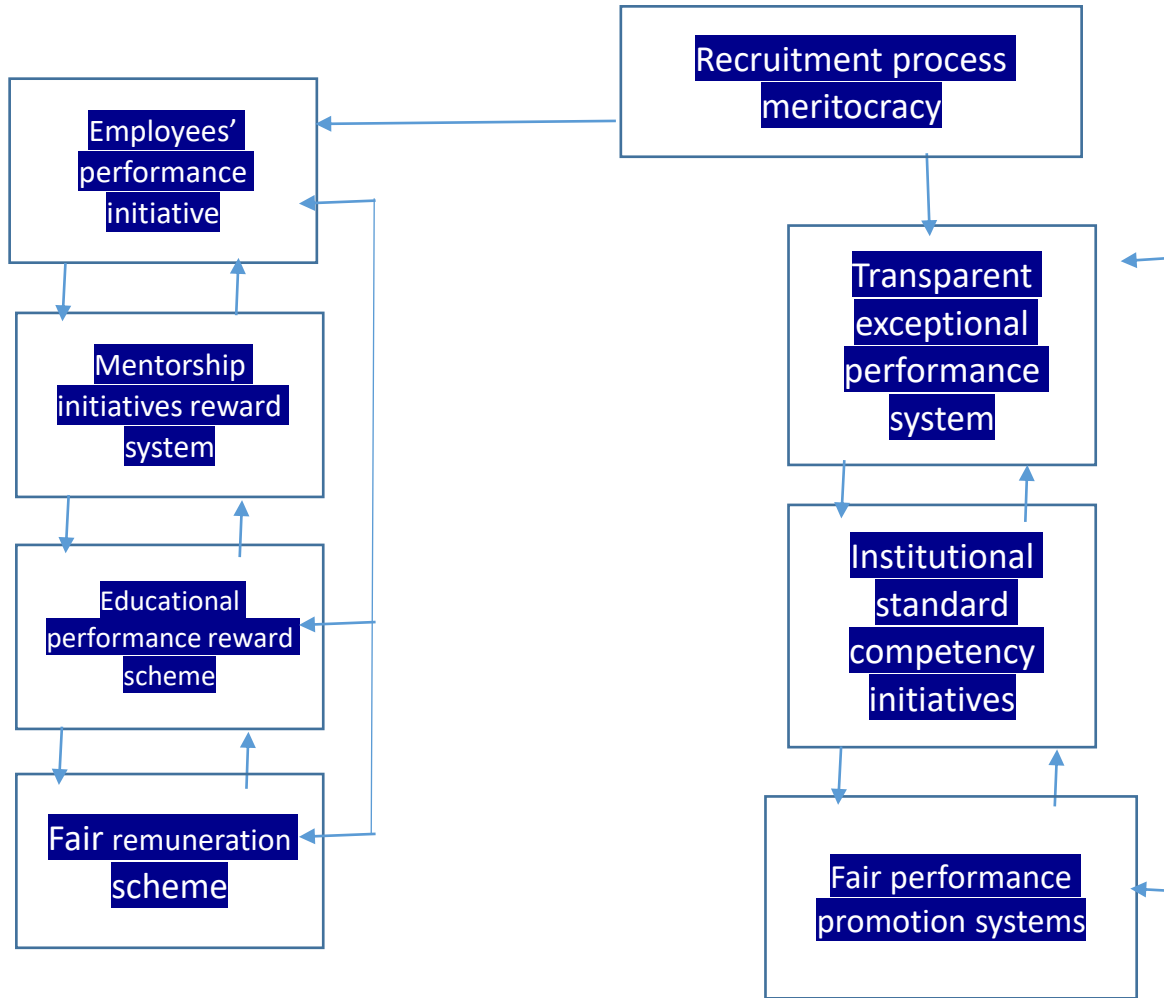 Recruitment process
meritocracy
Employees’
performance
initiative
Mentorship
initiatives reward
system
Educational
performance reward
scheme
Fair remuneration
scheme
Transparent
exceptional
performance
system
Institutional
standard
competency
initiatives
Fair performance
promotion systems